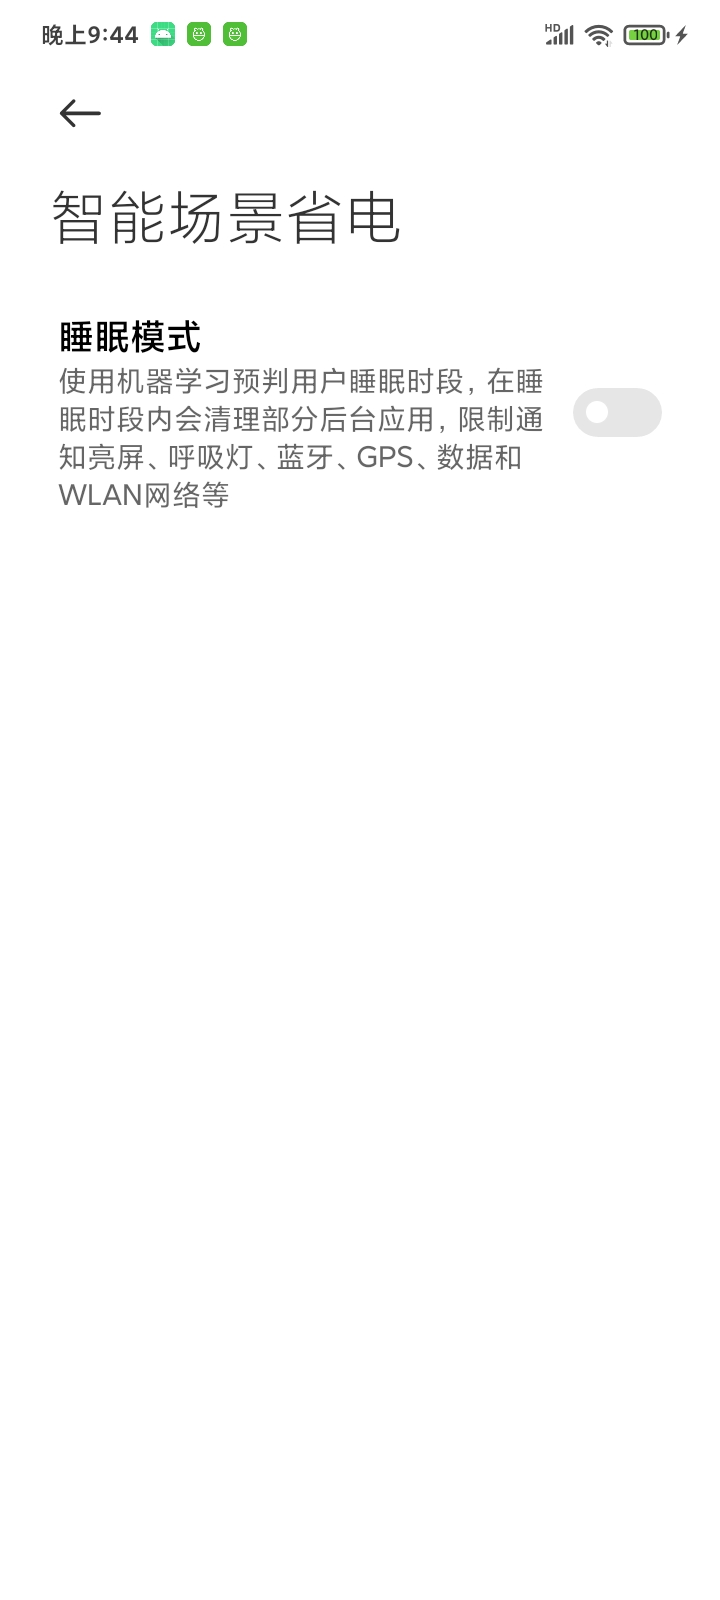 晚上9:44
HD
100
智能场景省电
睡眠模式
使用机器学习预判用户睡眠时段，在睡
眠时段内会清理部分后台应用，限制通
知亮屏、呼吸灯、蓝牙、GPS、数据和
WLAN网络等